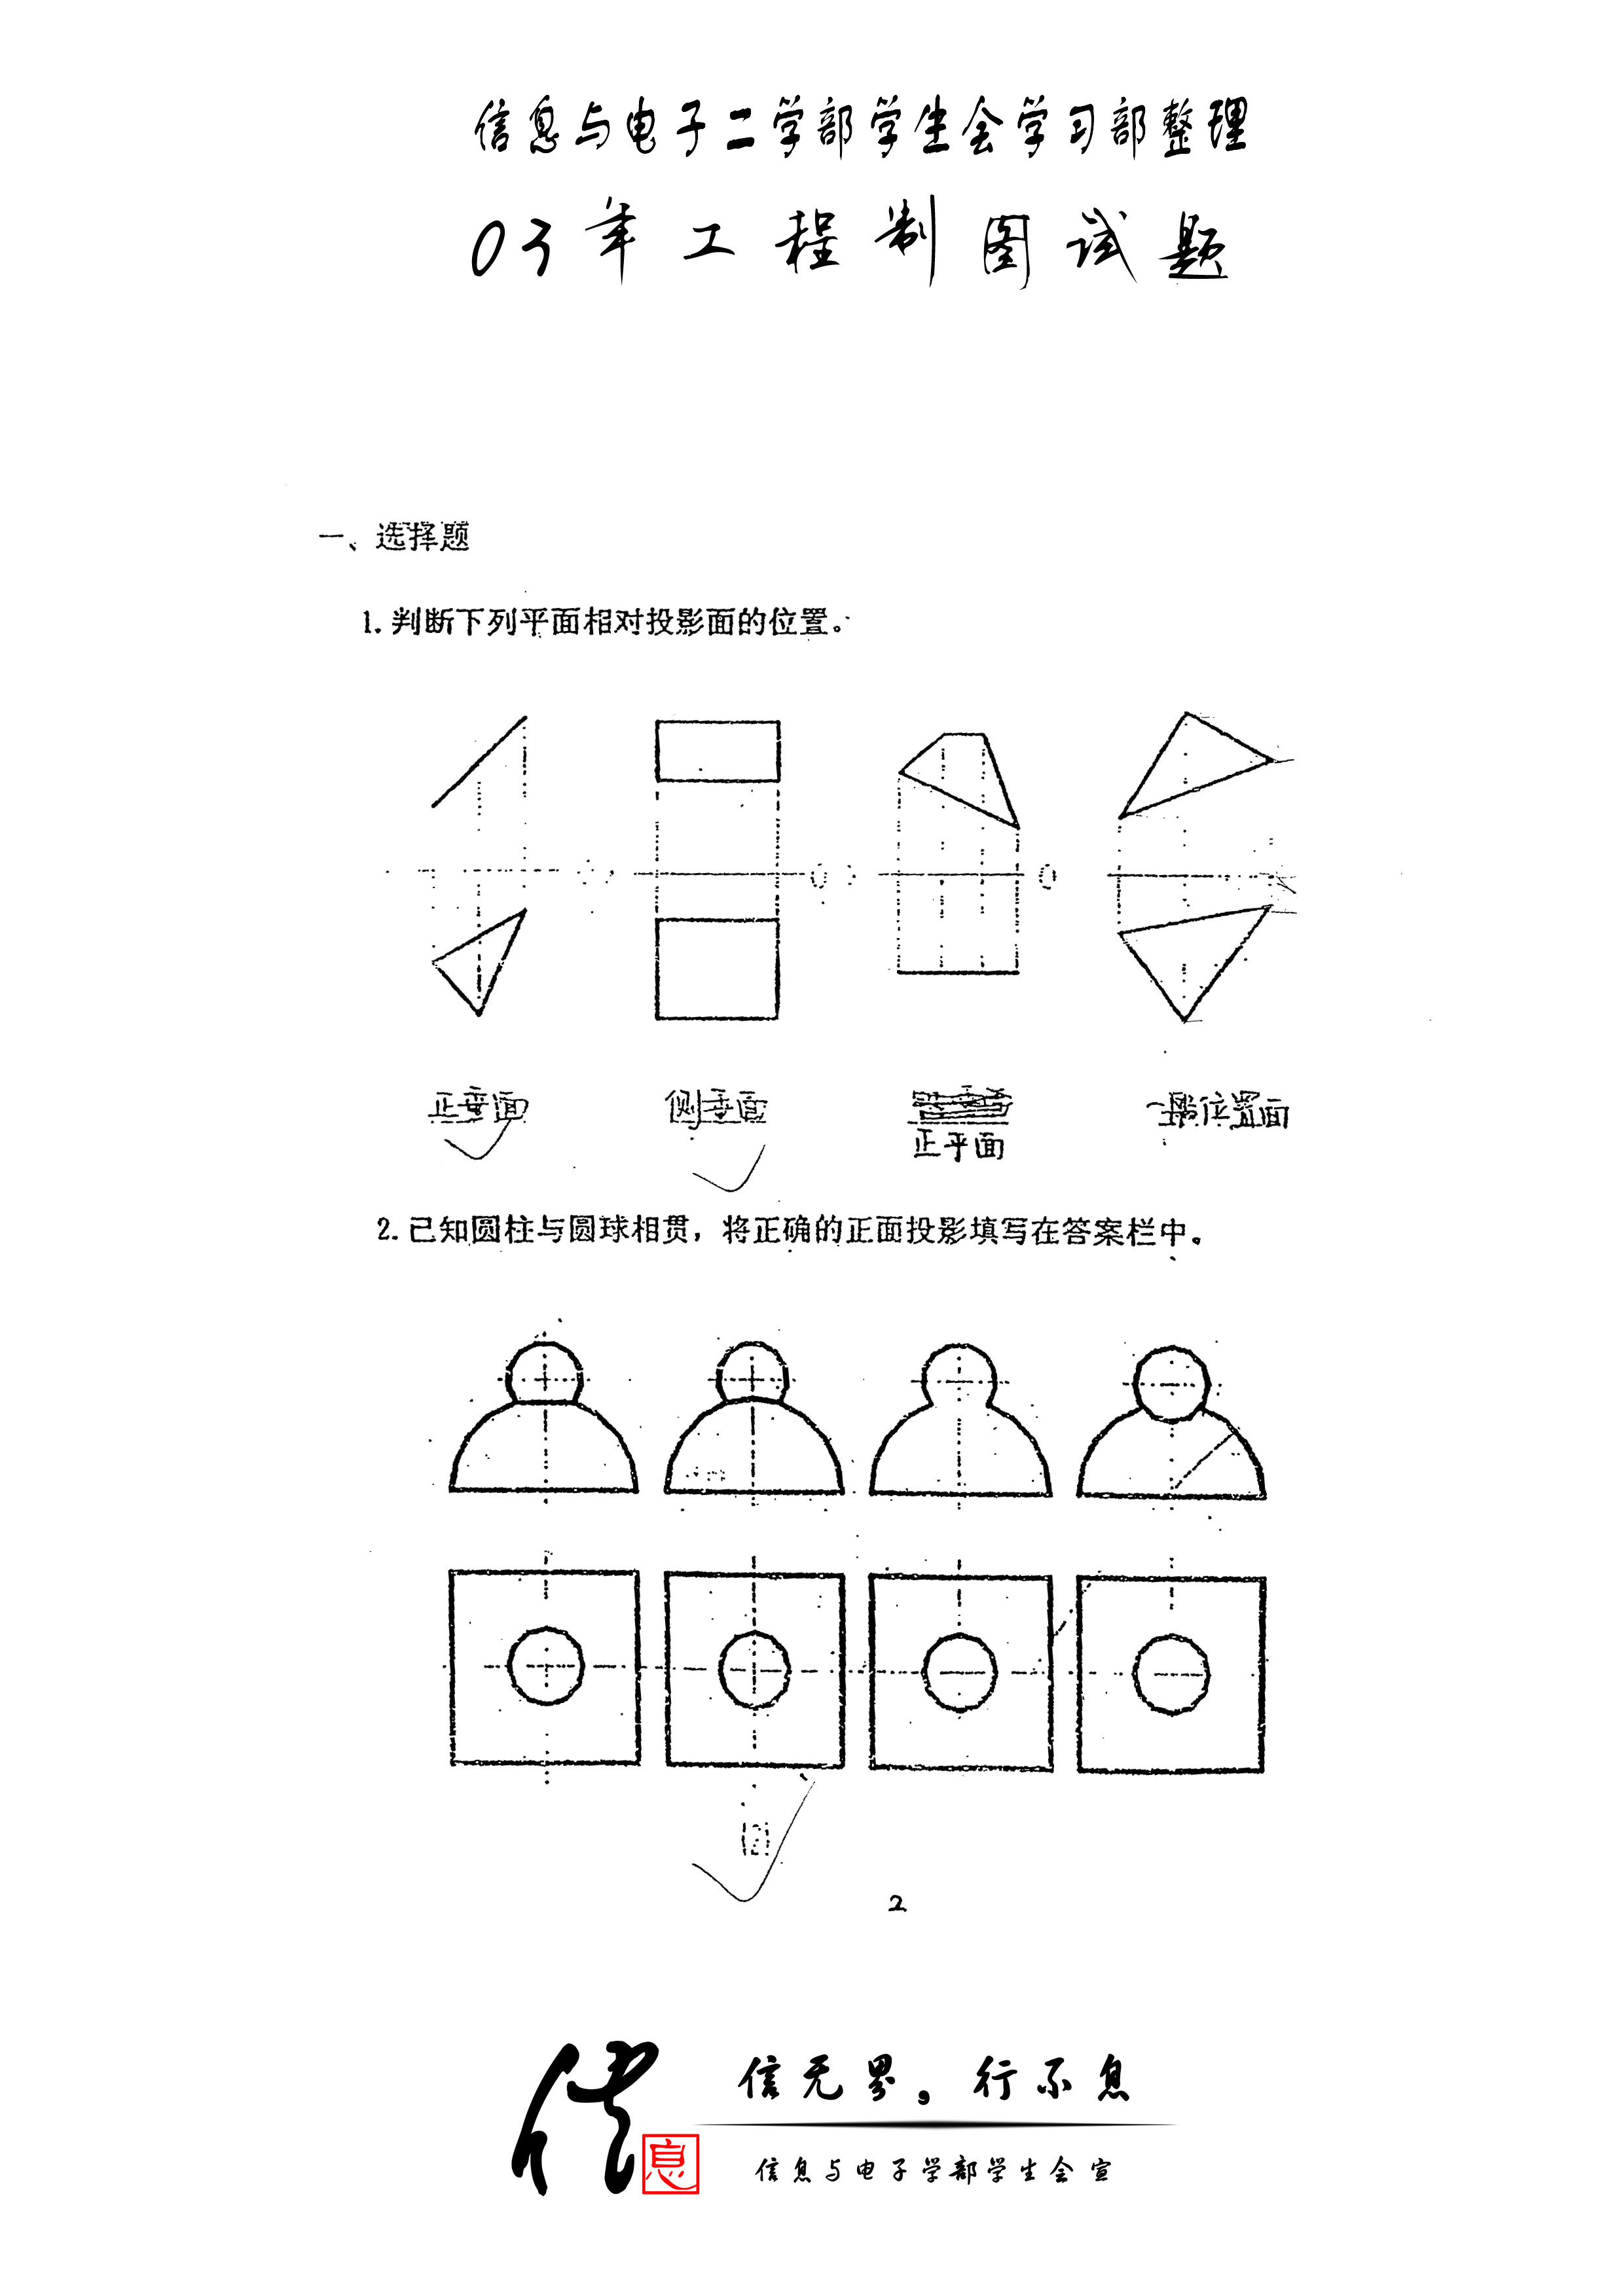 信息与电子二学部学生会学习部整理
03年工程制图试题
一、选择题
1.判断下列平面相对投影面的位置。
正垂面 侧垂面 一般位置面
正平面
2.已知圆柱与圆球相贯，将正确的正面投影填写在答案栏中。
2
信无界，行不息
息
信息与电子学部学生会宣